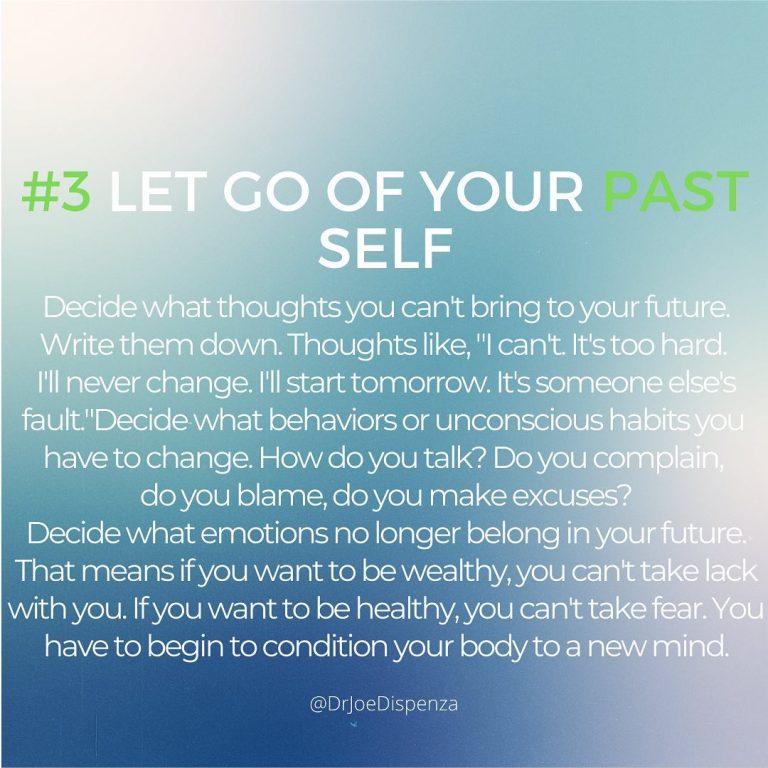 #3 LET GO OF YOUR PAST
SELF
Decide what thoughts you can't bring to your future.
Write them down. Thoughts like, "I can't. It's too hard.
I'll never change. I'll start tomorrow. It's someone else's
fault."Decide what behaviors or unconscious habits you
have to change. How do you talk? Do you complain,
do you blame, do you make excuses?
Decide what emotions no longer belong in your future.
That means if you want to be wealthy, you can't take lack
with you. If you want to be healthy, you can't take fear. You
have to begin to condition your body to a new mind.
@DrJoeDispenza